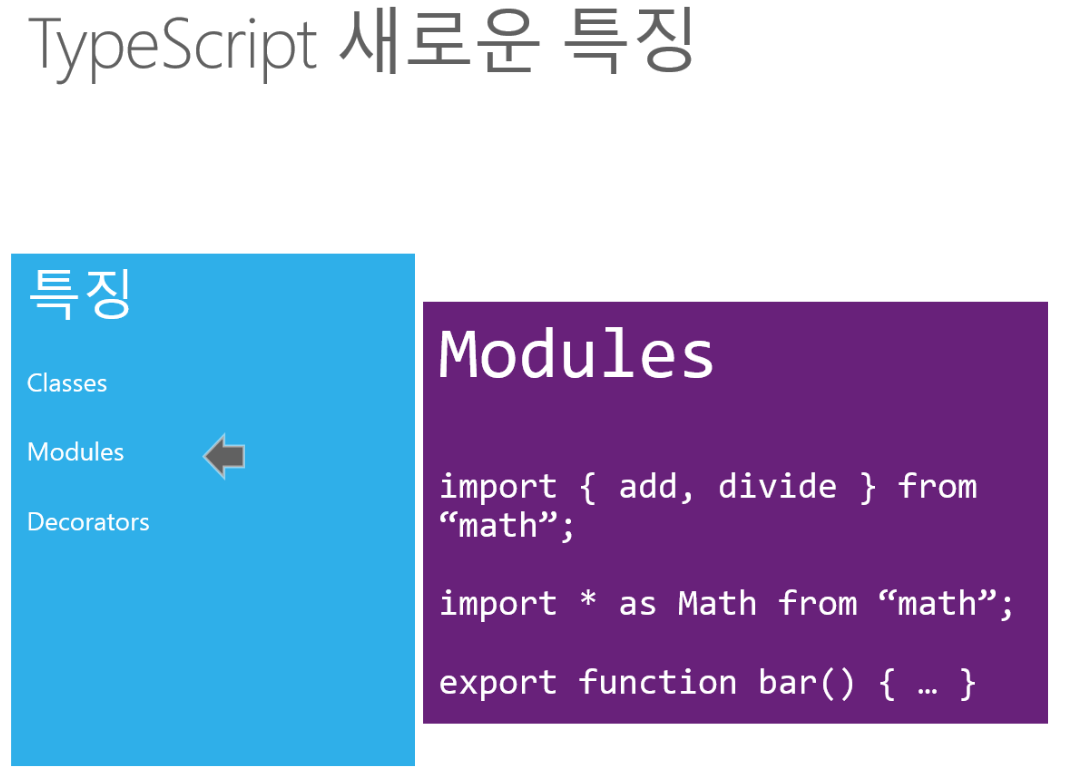 TypeScript 새로운 특징
특징
Classes
Modules
Decorators
Modules
import { add, divide } from
“math”;
import * as Math from “math”;
export function bar() { … }